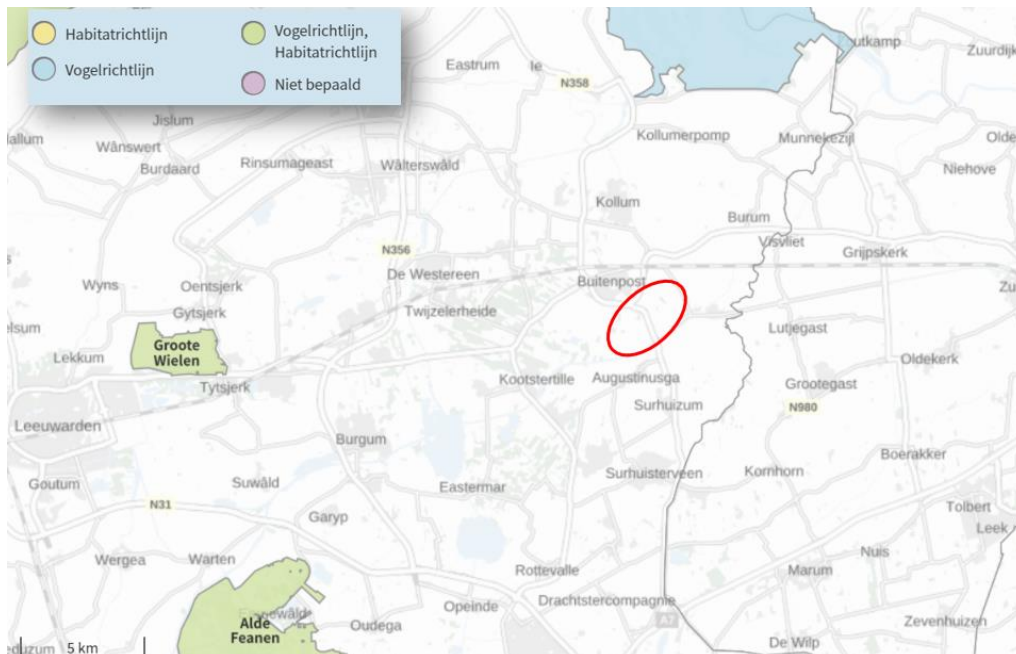 Habitatrichtlijn
Vogelrichtlijn
Vogelrichtlijn,
Habitatrichtlijn
Niet bepaald
Eastrum
Ie
N358
Zuurdijk
Jislum
Wânswert
Burdaard
Rinsumageast
Wâlterswâld
Kollumerpomp
Munnekezijl
Niehove
Kollum
Burum
Visvliet
Grijpskerk
N356
De Westereen
Buitenpost
Wyns
Oentsjerk
Gytsjerk
Twijzelerheide
Lutjegast
Groote
Wielen
Lekkum
Tytsjerk
Kootstertille
Augustinusga
Oldekerk
Grootegast
Surhuizum
N980
Leeuwarden
Burgum
Boerakker
Goutum
Suwâld
Eastermar
Surhuisterveen
Kornhorn
N31
Garyp
Tolbert
Leek
Wergea
Warten
Rottevalle
Nuis
Marum
Opeinde
Drachtstercompagnie
Alde
Feanen
Oudega
A7
Zevenhuizen
De Wilp
5 km